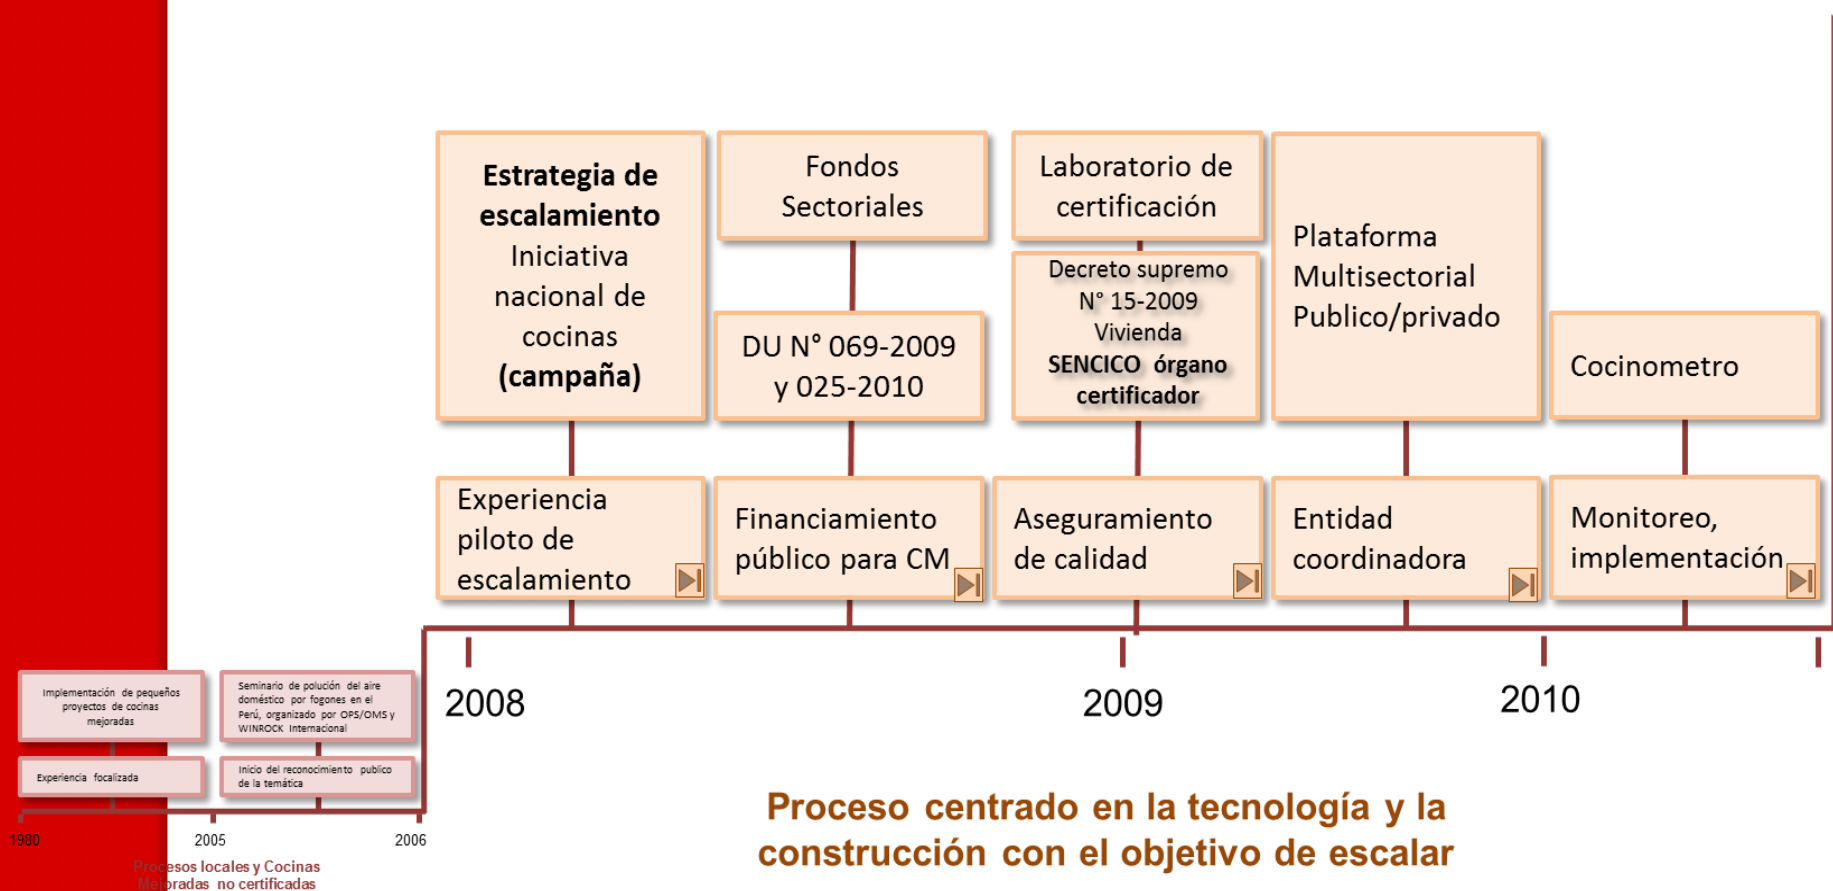 Estrategia de
escalamiento
Iniciativa
nacional de
cocinas
(campaña)
Fondos
Sectoriales
Laboratorio de
certificación
Plataforma
Multisectorial
Publico/privado
DU N° 069-2009
y 025-2010
Decreto supremo
N° 15-2009
Vivienda
SENCICO órgano
certificador
Cocinometro
Experiencia
piloto de
escalamiento
Financiamiento
público para CM
Aseguramiento
de calidad
Entidad
coordinadora
Monitoreo,
implementación
2008
2009
2010
Implementación de pequeños
proyectos de cocinas
mejoradas
Seminario de polución del aire
doméstico por fogones en el
Perú, organizado por OPS/OMS y
WINROCK Internacional
Experiencia focalizada
Inicio del reconocimiento publico
de la temática
1980
2005
2006
Procesos locales y Cocinas
Mejoradas no certificadas
Proceso centrado en la tecnología y la
construcción con el objetivo de escalar